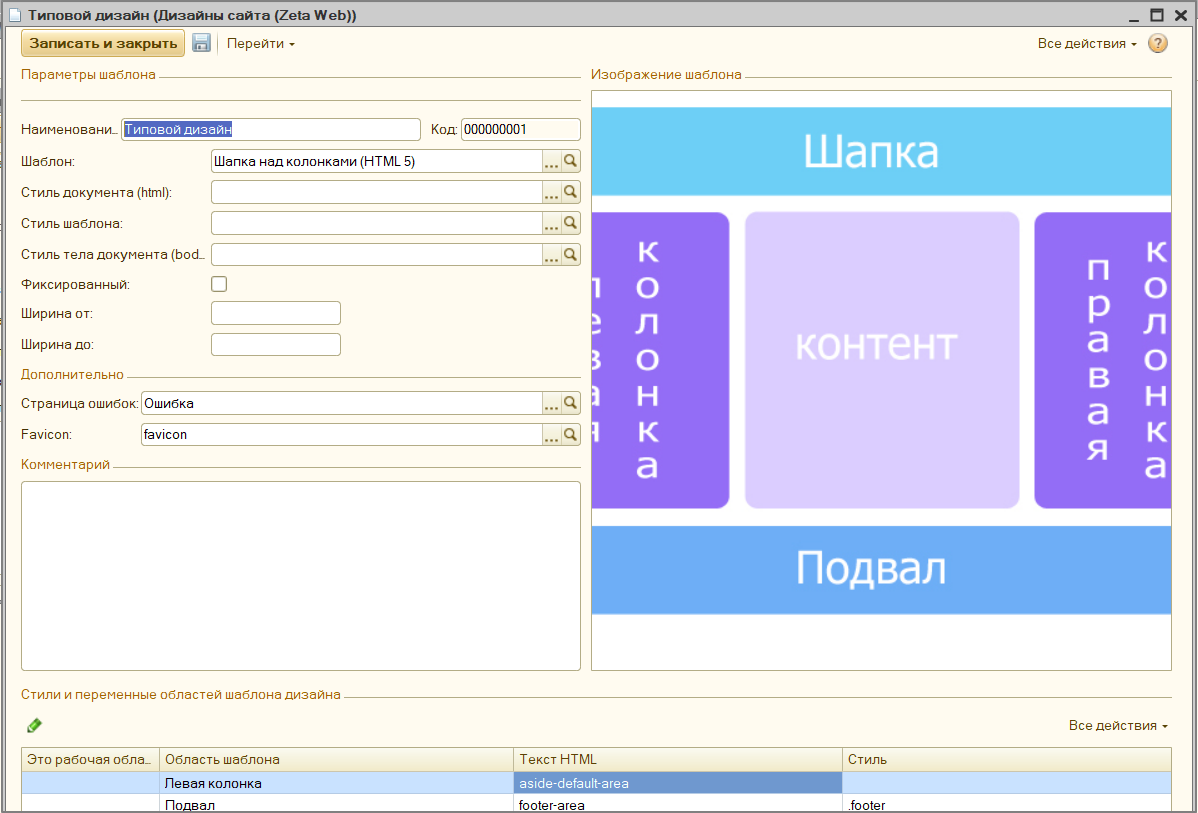 Типовой дизайн (Дизайны сайта (Zeta Web))
Записать и закрыть Перейти Все действия ?
Параметры шаблона
Изображение шаблона
Наименовани... Типовой дизайн Код: 000000001
Шаблон: Шапка над колонками (HTML 5) ...
Стиль документа (html): ...
Стиль шаблона: ...
Стиль тела документа (bod... ...
Фиксированный:
Ширина от:
Ширина до:
Дополнительно
Страница ошибок: Ошибка ...
Favicon: favicon ...
Комментарий
Шапка
левая
колонка
контент
правая
колонка
Подвал
Стили и переменные областей шаблона дизайна
Все действия
Это рабочая обла... Область шаблона Текст HTML Стиль
Левая колонка aside-default-area
Подвал footer-area .footer